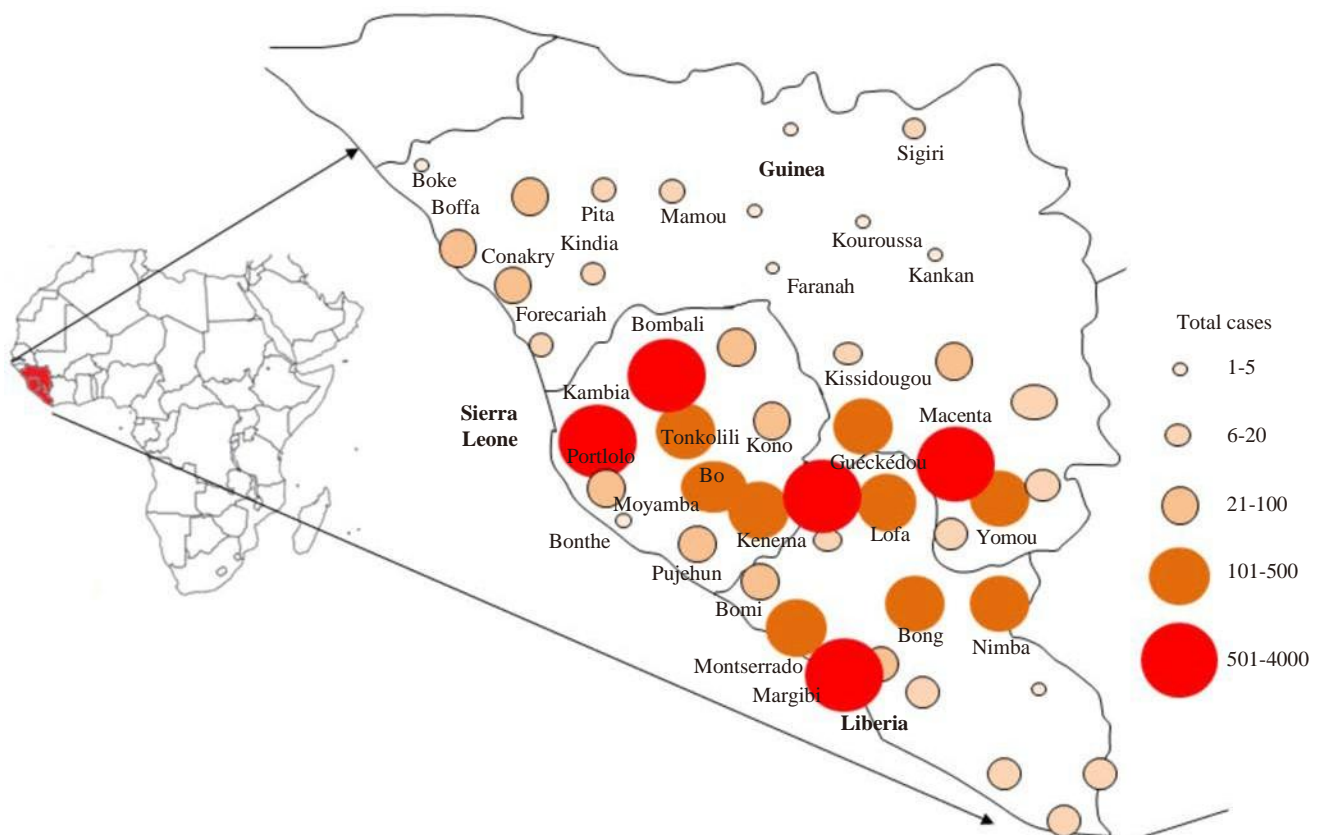 Sigiri
Guinea
Boke
Boffa
Pita
Mamou
Kouroussa
Kindia
Conakry
Kankan
Faranah
Forecariah
Bombali
Kissidougou
Kambia
Sierra
Leone
Macenta
Tonkolili
Kono
Portlolo
Guéckédou
Bo
Moyamba
Bonthe
Kenema
Lofa
Yomou
Pujehun
Bomi
Bong
Nimba
Montserrado
Margibi
Liberia
Total cases
1-5
6-20
21-100
101-500
501-4000